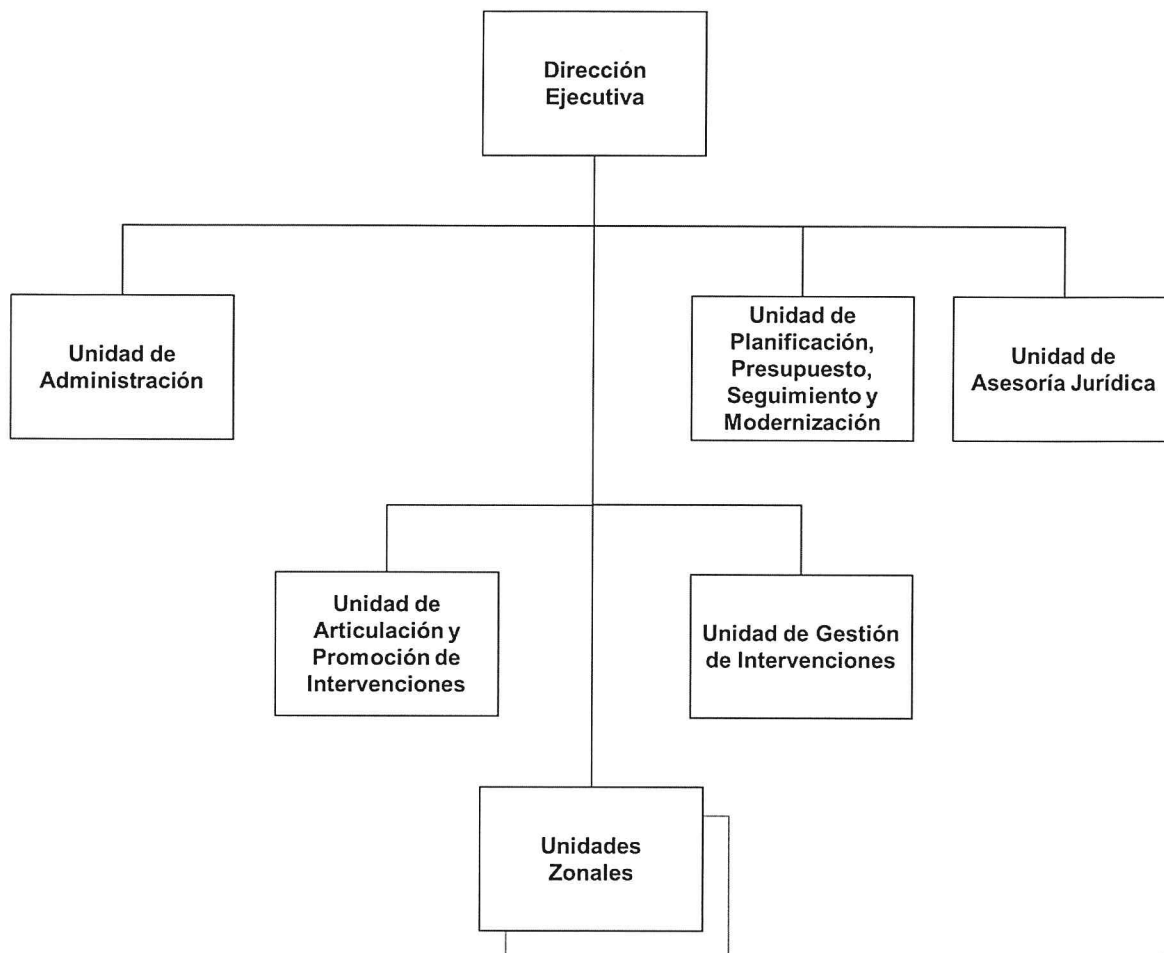 Dirección
Ejecutiva
Unidad de
Administración
Unidad de
Planificación,
Presupuesto,
Seguimiento y
Modernización
Unidad de
Asesoría Jurídica
Unidad de
Articulación y
Promoción de
Intervenciones
Unidad de Gestión
de Intervenciones
Unidades
Zonales